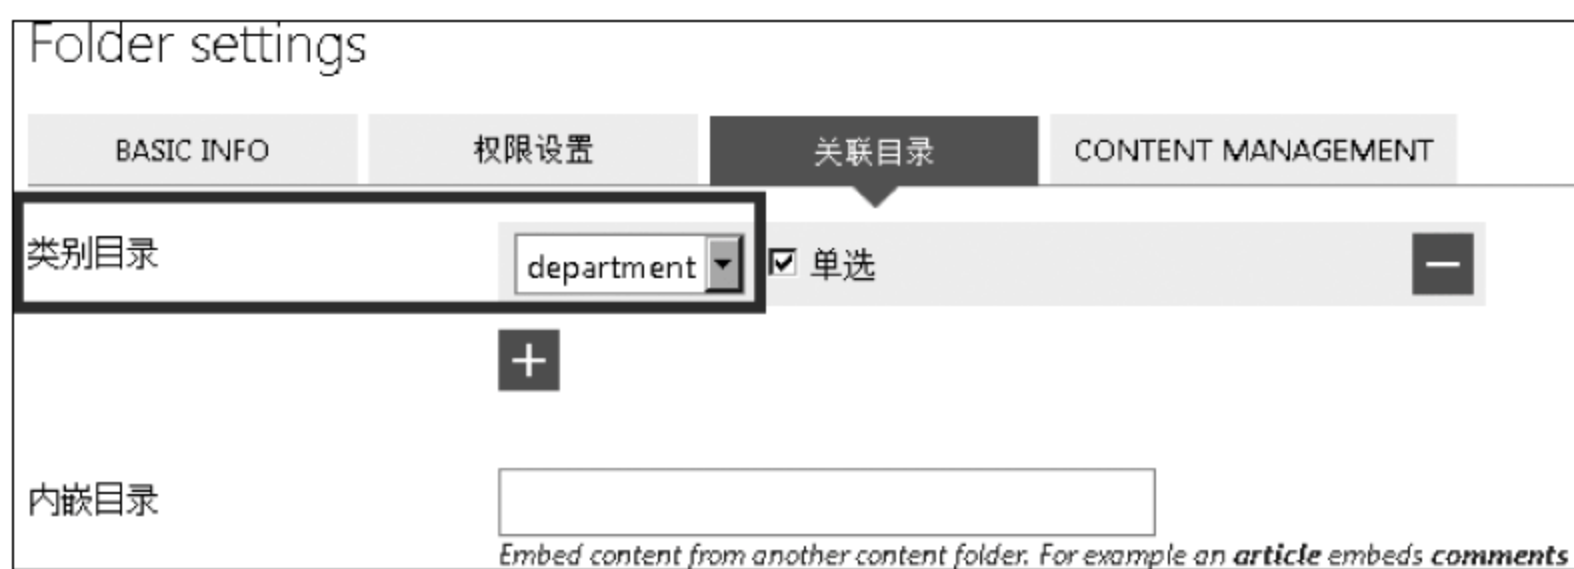 Folder settings
BASIC INFO 权限设置 关联目录 CONTENT MANAGEMENT
类别目录 department 单选
内嵌目录
Embed content from another content folder. For example an article embeds comments